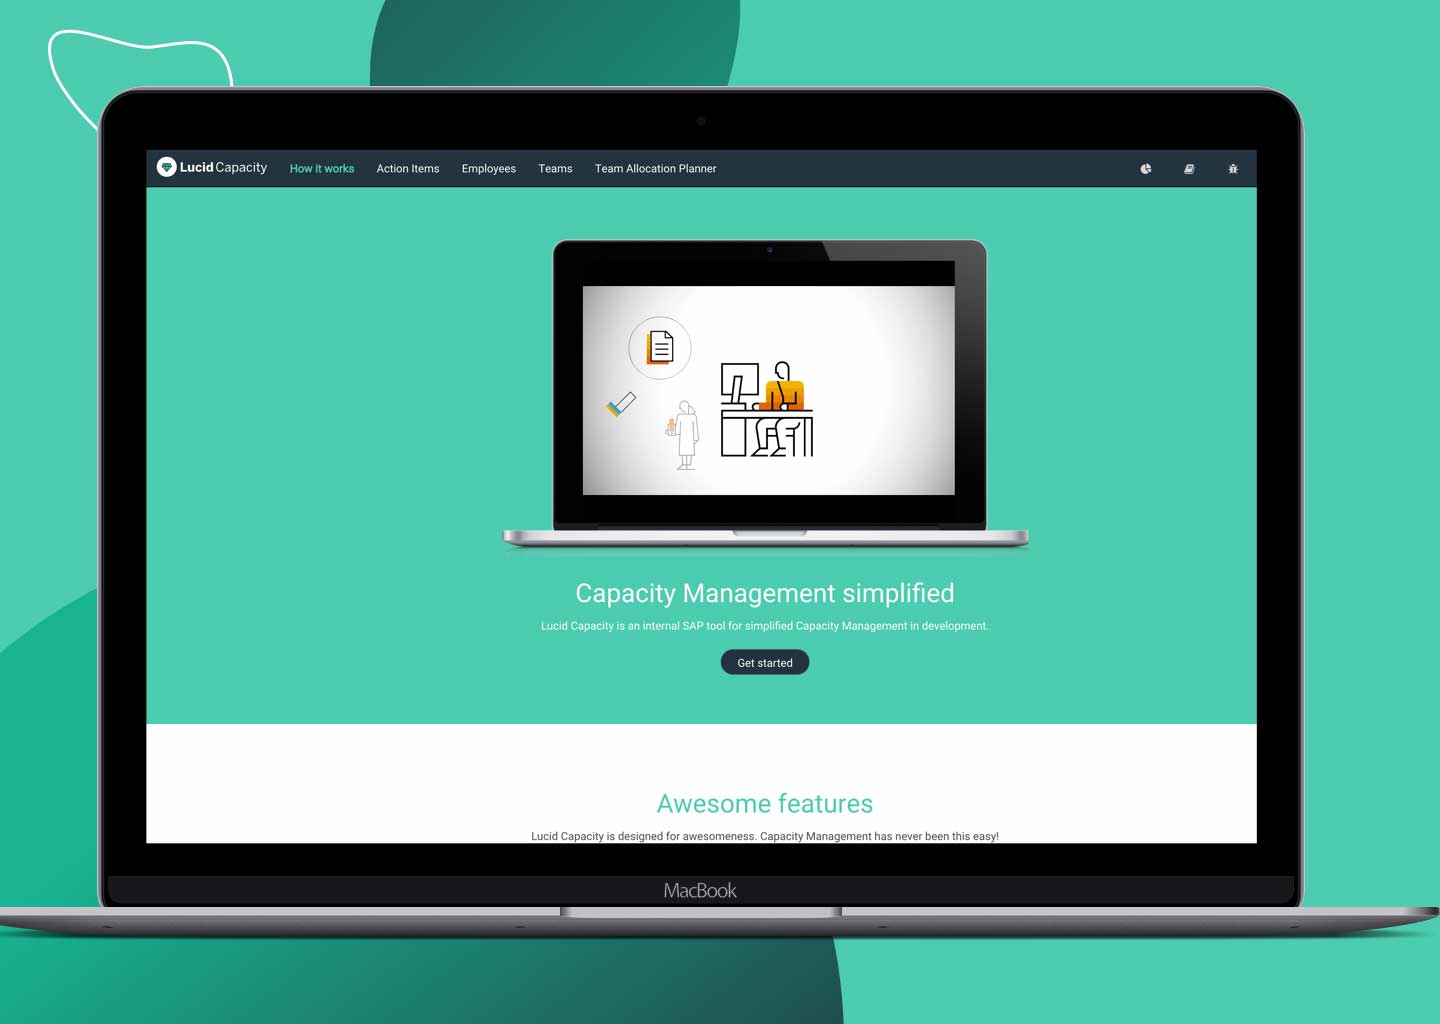 Lucid Capacity How it works Action Items Employees Teams Team Allocation Planner
Capacity Management simplified
Lucid Capacity is an internal SAP tool for simplified Capacity Management in development.
Get started
Awesome features
Lucid Capacity is designed for awesomeness. Capacity Management has never been this easy!
MacBook